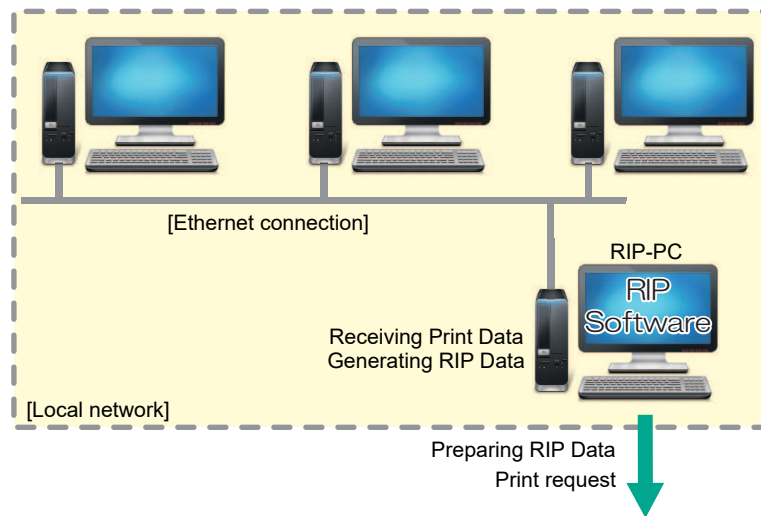 [Ethernet connection]
RIP-PC
RIP
Software
Receiving Print Data
Generating RIP Data
[Local network]
Preparing RIP Data
Print request